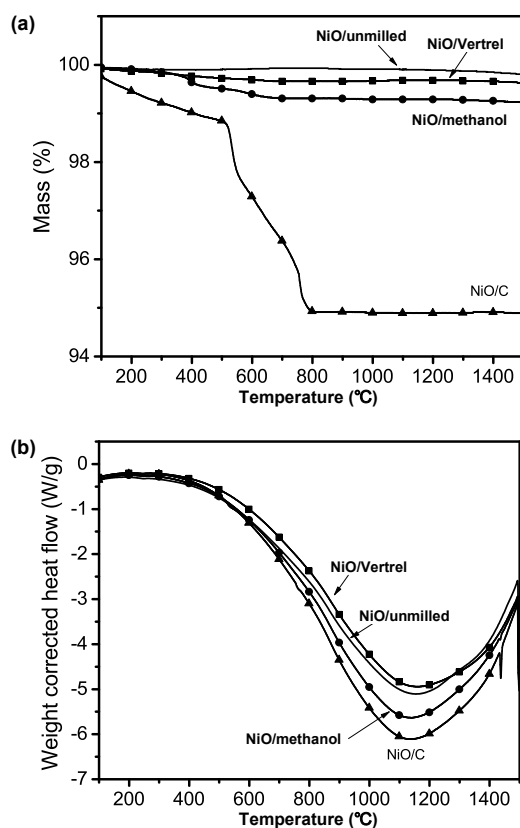 (a)
NiO/unmilled
NiO/Vertrel
NiO/methanol
NiO/C
100
98
96
94
Mass (%)
200 400 600 800 1000 1200 1400
Temperature (℃)
(b)
0
-1
-2
-3
-4
-5
-6
-7
Weight corrected heat flow (W/g)
NiO/Vertrel
NiO/unmilled
NiO/methanol
NiO/C
200 400 600 800 1000 1200 1400
Temperature (℃)